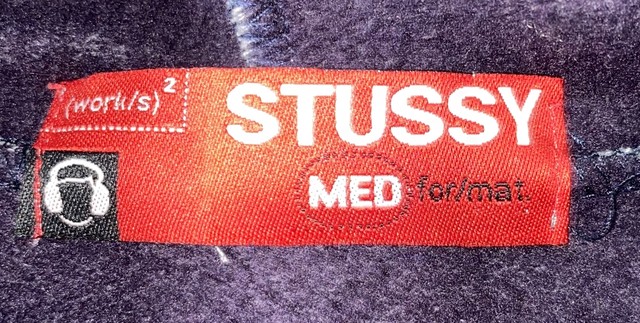 (work/s)²
STUSSY
MED for/mat.